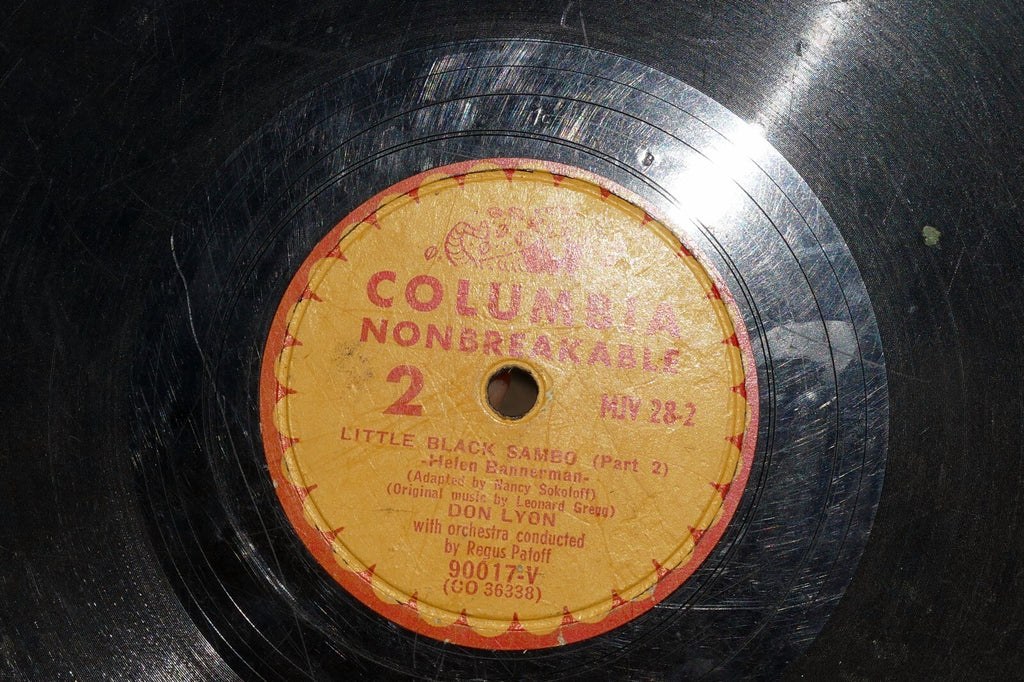 COLUMBIA
NONBREAKABLE
2
MJV 28-2
LITTLE BLACK SAMBO (Part 2)
-Helen Bannerman-
(Adapted by Nancy Sokoloff)
(Original music by Leonard Gregg)
DON LYON
with orchestra conducted
by Regus Patoff
90017-V
(CO 36338)